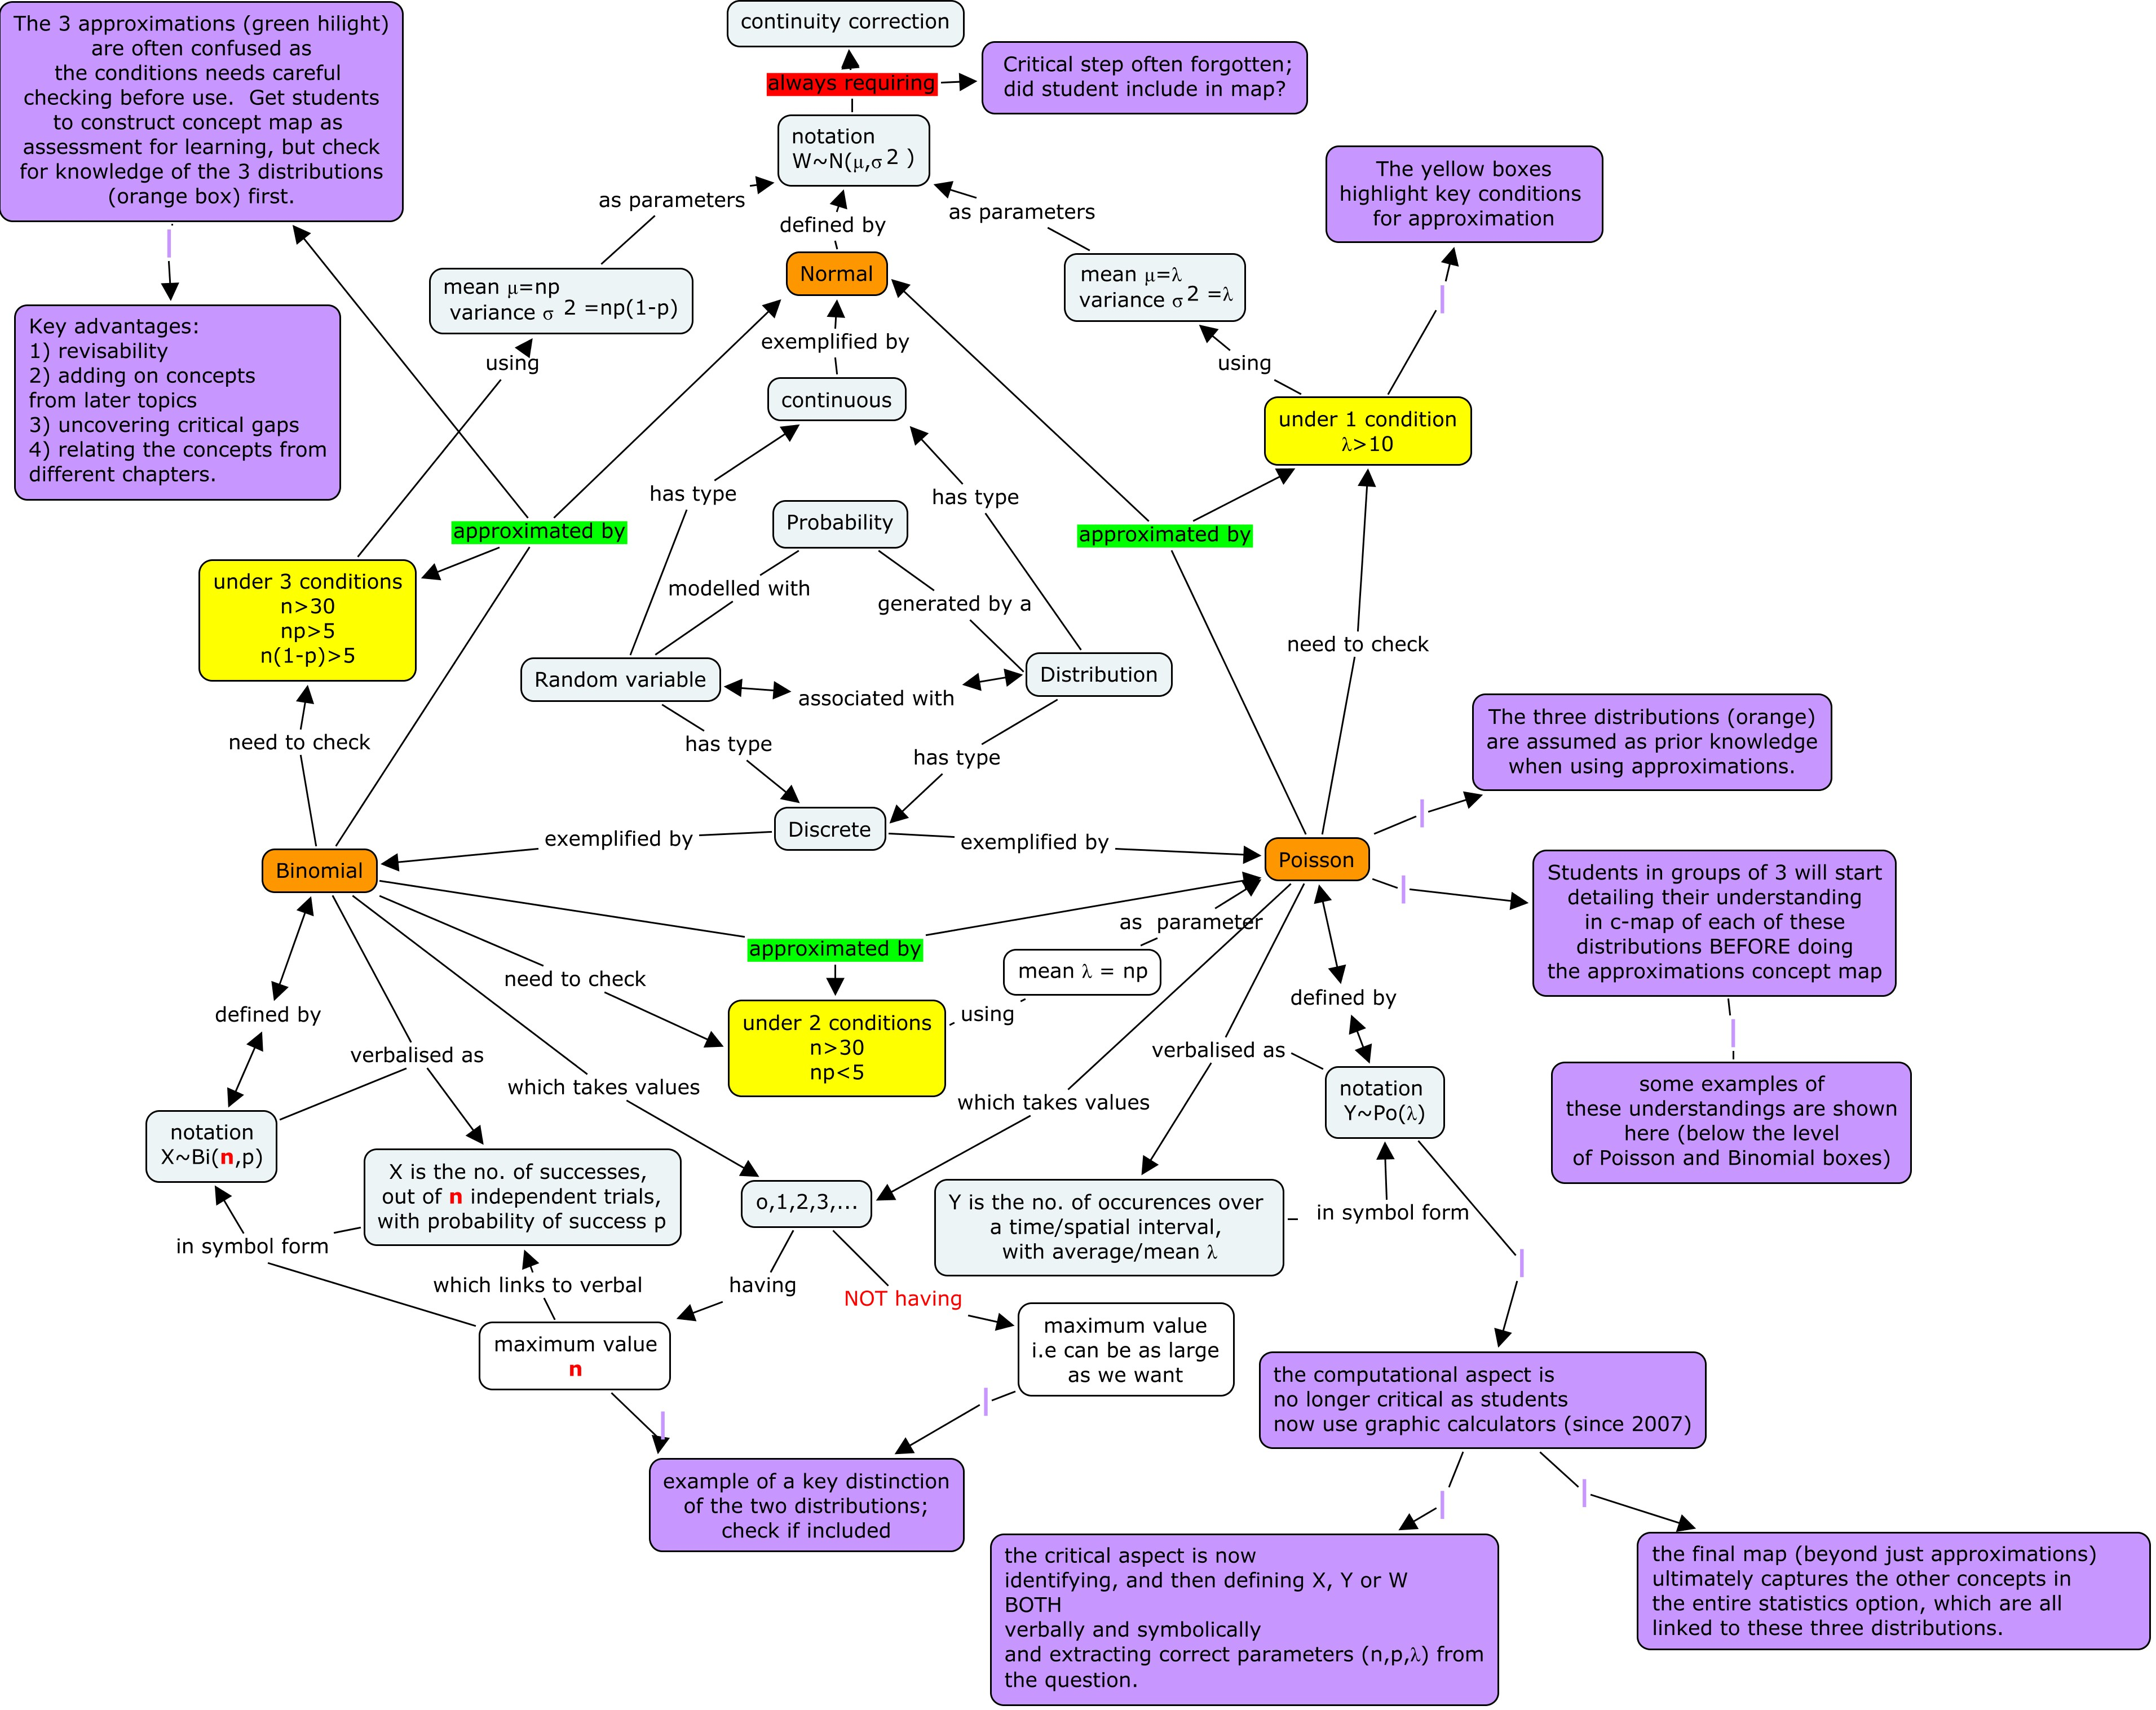 The 3 approximations (green hilight)
are often confused as
the conditions needs careful
checking before use.  Get students
to construct concept map as
assessment for learning, but check
for knowledge of the 3 distributions
(orange box) first.
continuity correction
always requiring
Critical step often forgotten;
did student include in map?
notation
W~N(μ,σ 2 )
The yellow boxes
highlight key conditions
for approximation
as parameters
defined by
as parameters
Normal
mean μ=np
variance σ 2 =np(1-p)
mean μ=λ
variance σ 2 =λ
Key advantages:
1) revisability
2) adding on concepts
from later topics
3) uncovering critical gaps
4) relating the concepts from
different chapters.
using
exemplified by
using
continuous
under 1 condition
λ>10
has type
has type
Probability
approximated by
approximated by
under 3 conditions
n>30
np>5
n(1-p)>5
modelled with
generated by a
need to check
Random variable
Distribution
associated with
need to check
has type
has type
The three distributions (orange)
are assumed as prior knowledge
when using approximations.
Discrete
exemplified by
exemplified by
Binomial
Poisson
Students in groups of 3 will start
detailing their understanding
in c-map of each of these
distributions BEFORE doing
the approximations concept map
as  parameter
approximated by
need to check
mean λ = np
defined by
defined by
under 2 conditions
n>30
np<5
using
verbalised as
verbalised as
which takes values
which takes values
notation
Y~Po(λ)
some examples of
these understandings are shown
here (below the level
of Poisson and Binomial boxes)
notation
X~Bi(n,p)
X is the no. of successes,
out of n independent trials,
with probability of success p
o,1,2,3,...
Y is the no. of occurences over
a time/spatial interval,
with average/mean λ
in symbol form
in symbol form
which links to verbal
having
NOT having
maximum value
n
maximum value
i.e can be as large
as we want
the computational aspect is
no longer critical as students
now use graphic calculators (since 2007)
example of a key distinction
of the two distributions;
check if included
the critical aspect is now
identifying, and then defining X, Y or W
BOTH
verbally and symbolically
and extracting correct parameters (n,p,λ) from
the question.
the final map (beyond just approximations)
ultimately captures the other concepts in
the entire statistics option, which are all
linked to these three distributions.